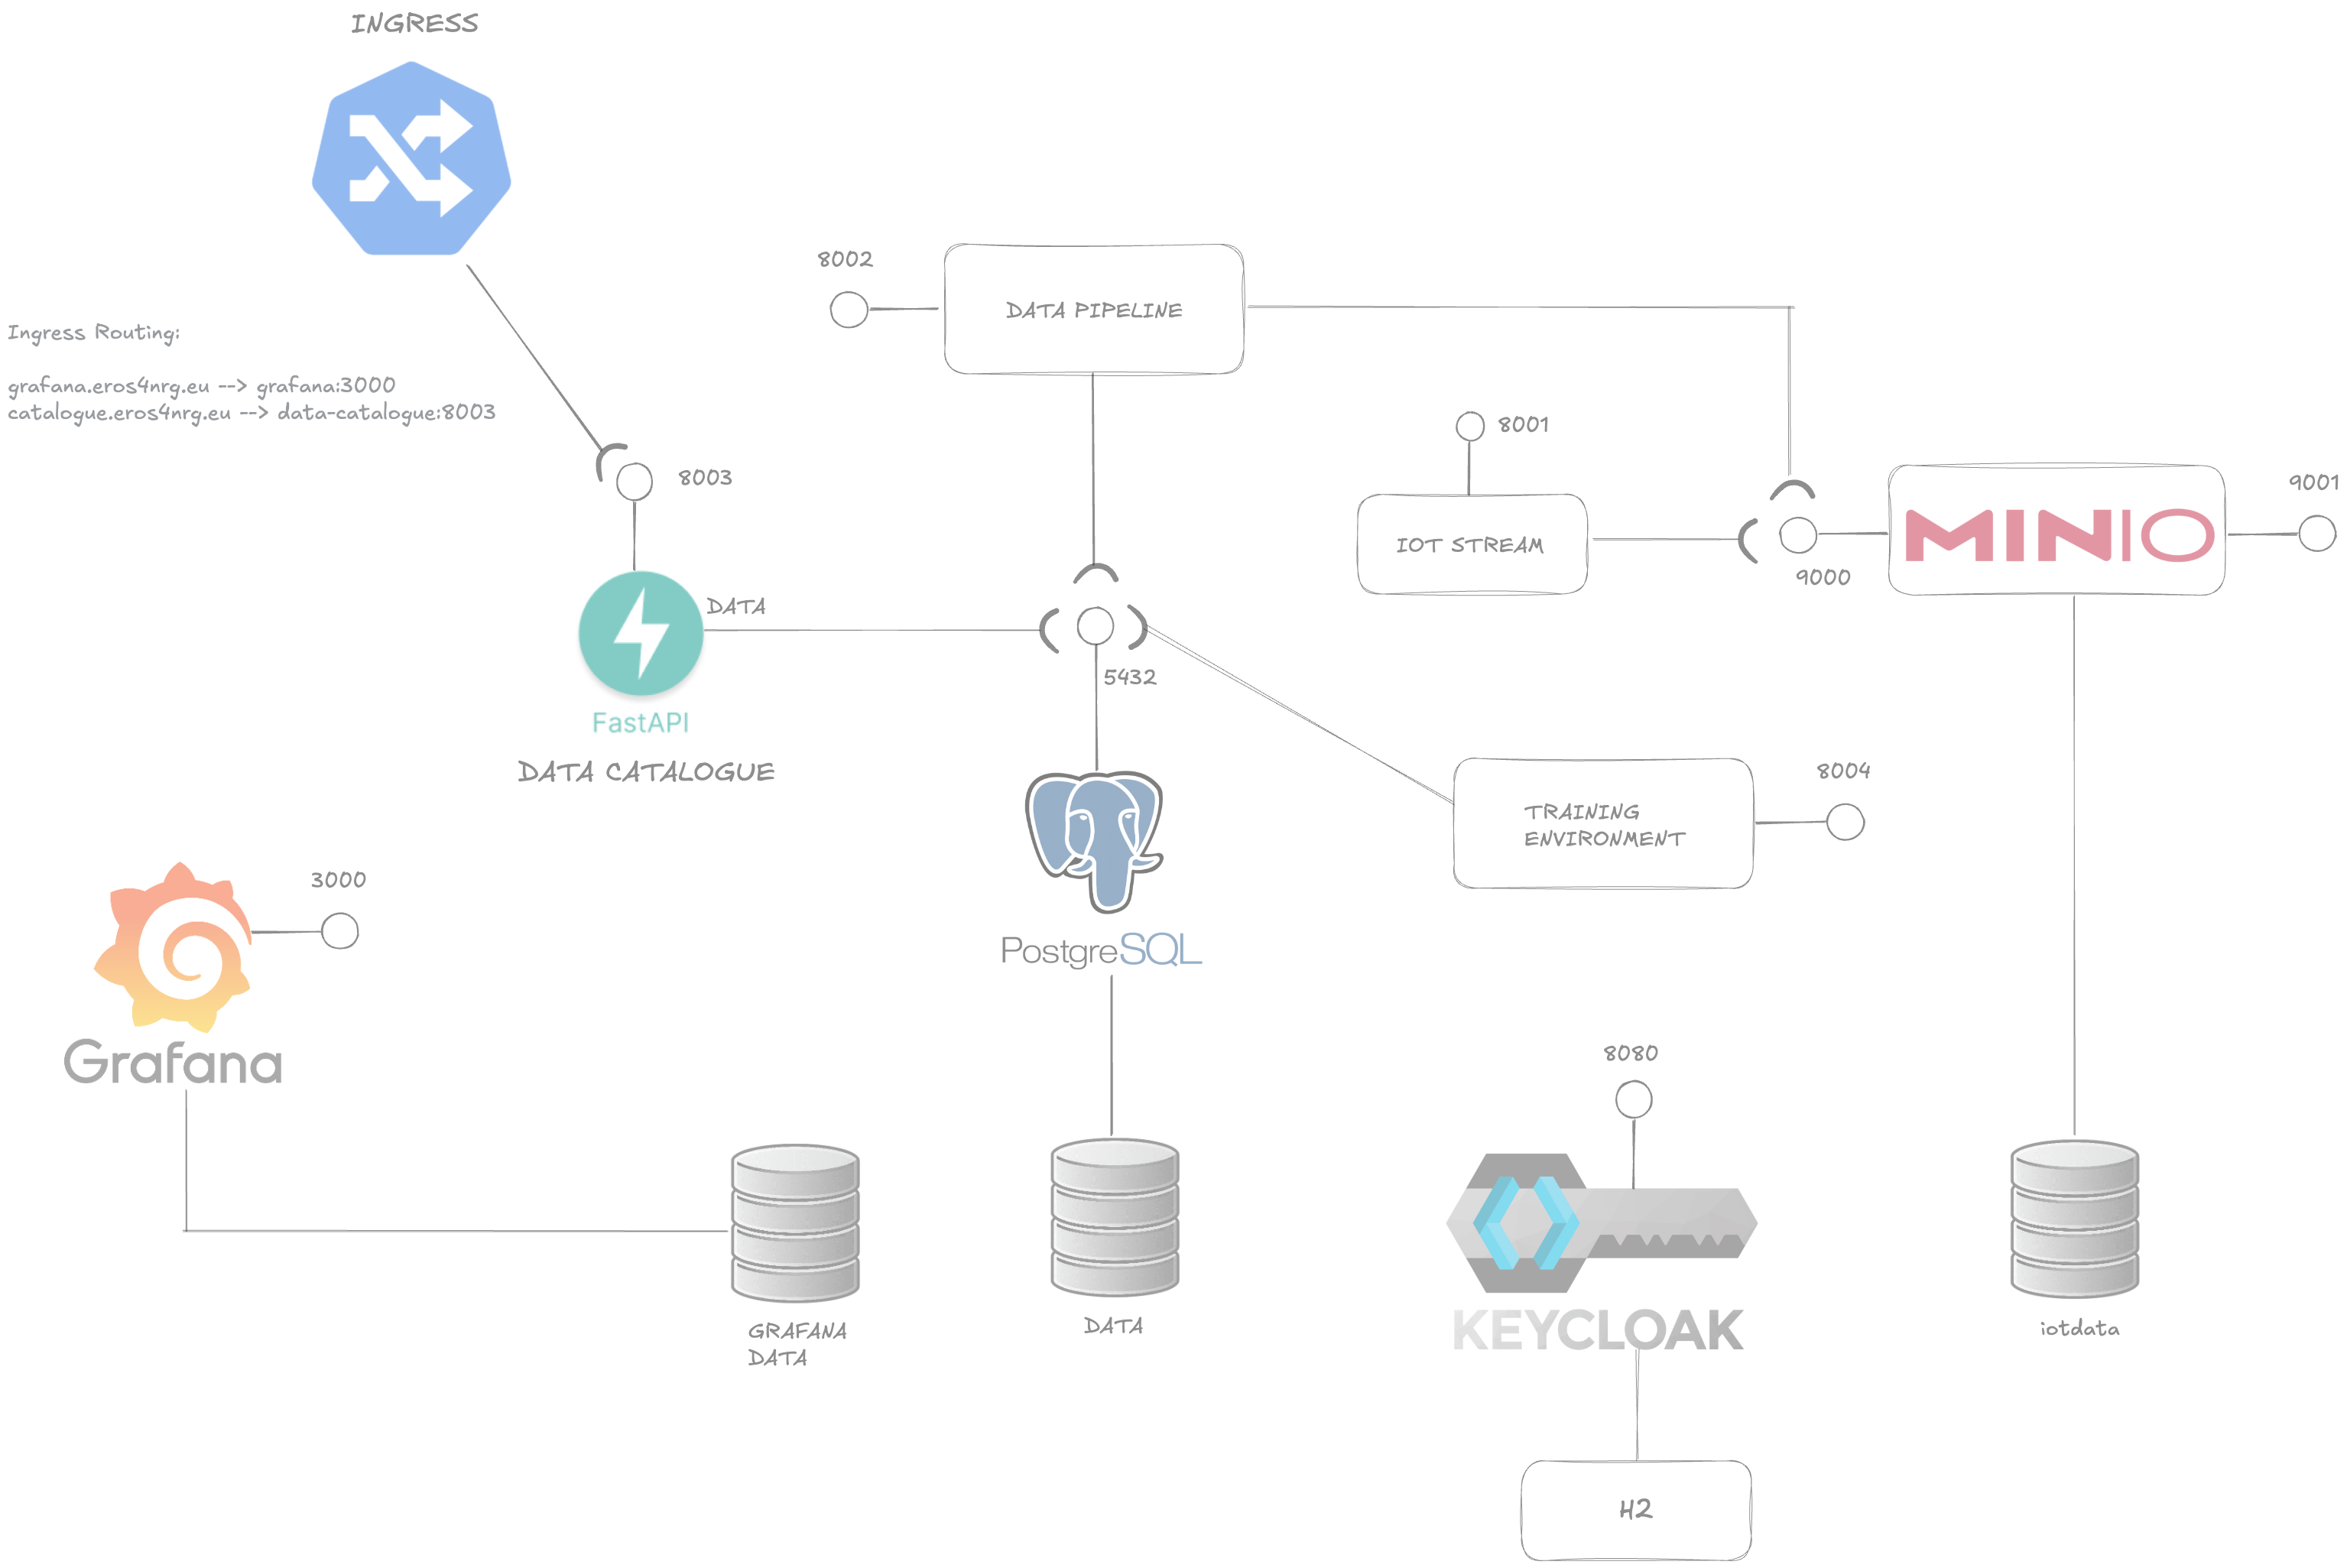 INGRESS
8002
DATA PIPELINE
Ingress Routing:
grafana.eros4nrg.eu --> grafana:3000
catalogue.eros4nrg.eu --> data-catalogue:8003
8001
8003
9001
MINIO
IOT STREAM
9000
DATA
5432
FastAPI
DATA CATALOGUE
8004
TRAINING
ENVIRONMENT
3000
PostgreSQL
Grafana
8080
KEYCLOAK
GRAFANA
DATA
DATA
iotdata
H2